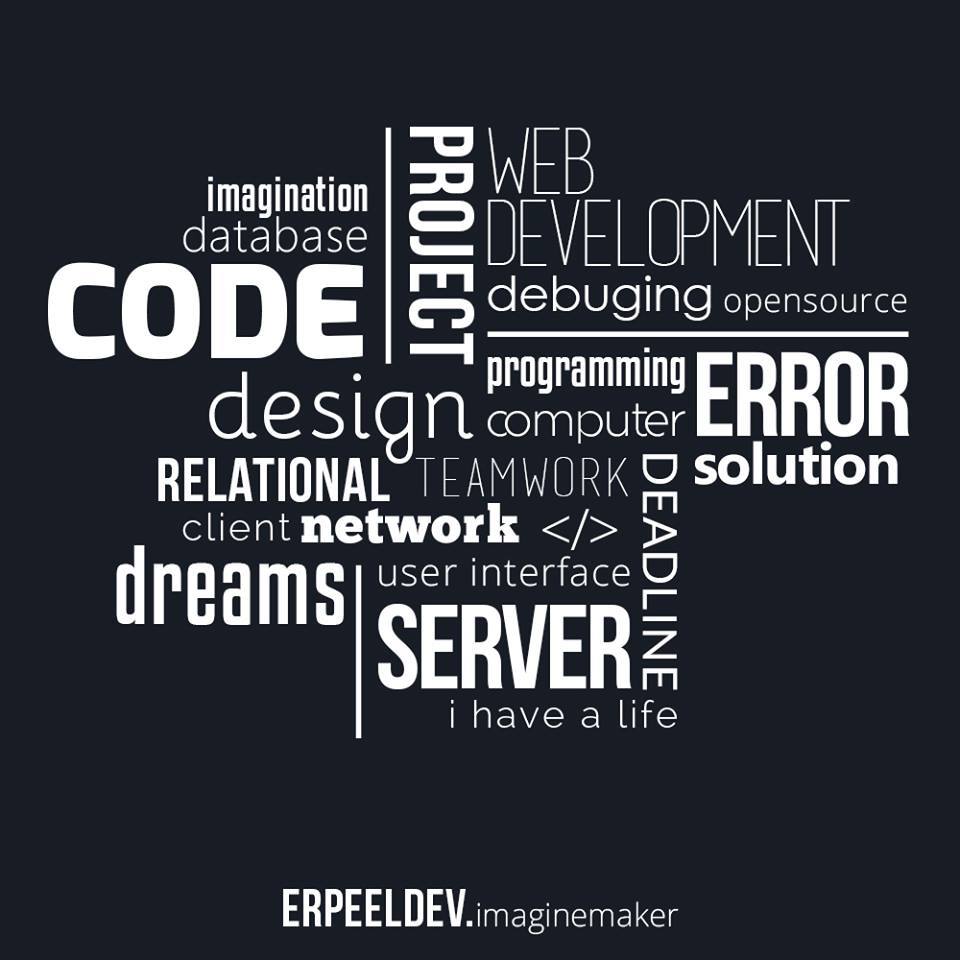 imagination
database
CODE
PROJECT
WEB
DEVELOPMENT
debuging opensource
design
programming
computer
ERROR
solution
RELATIONAL TEAMWORK
client network </>
DEADLINE
dreams
user interface
SERVER
i have a life
ERPEELDEV.imaginemaker